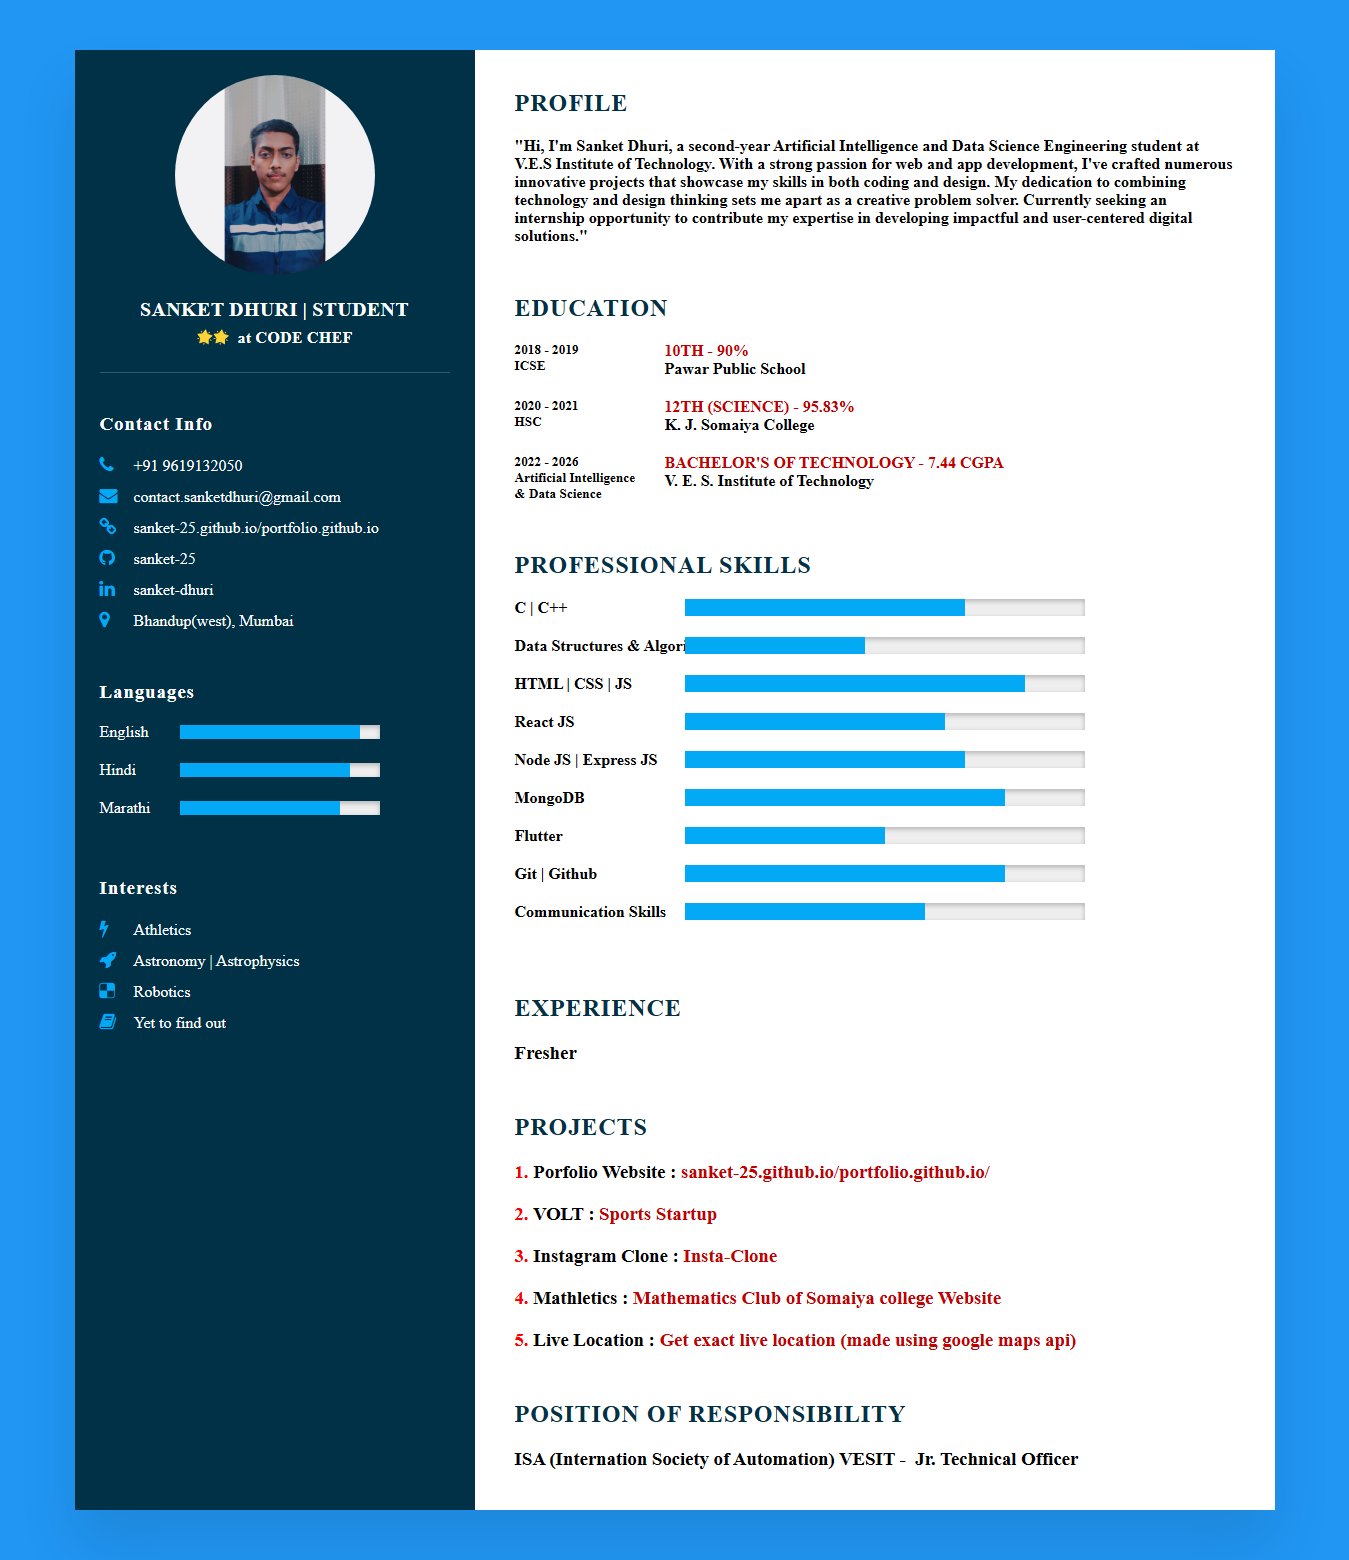 SANKET DHURI | STUDENT
🌟🌟 at CODE CHEF
Contact Info
+91 9619132050
contact.sanketdhuri@gmail.com
sanket-25.github.io/portfolio.github.io
sanket-25
sanket-dhuri
Bhandup(west), Mumbai
Languages
English
Hindi
Marathi
Interests
Athletics
Astronomy | Astrophysics
Robotics
Yet to find out
PROFILE
"Hi, I'm Sanket Dhuri, a second-year Artificial Intelligence and Data Science Engineering student at
V.E.S Institute of Technology. With a strong passion for web and app development, I've crafted numerous
innovative projects that showcase my skills in both coding and design. My dedication to combining
technology and design thinking sets me apart as a creative problem solver. Currently seeking an
internship opportunity to contribute my expertise in developing impactful and user-centered digital
solutions."
EDUCATION
2018 - 2019
ICSE
10TH - 90%
Pawar Public School
2020 - 2021
HSC
12TH (SCIENCE) - 95.83%
K. J. Somaiya College
2022 - 2026
Artificial Intelligence
& Data Science
BACHELOR'S OF TECHNOLOGY - 7.44 CGPA
V. E. S. Institute of Technology
PROFESSIONAL SKILLS
C | C++
Data Structures & Algori
HTML | CSS | JS
React JS
Node JS | Express JS
MongoDB
Flutter
Git | Github
Communication Skills
EXPERIENCE
Fresher
PROJECTS
1. Porfolio Website : sanket-25.github.io/portfolio.github.io/
2. VOLT : Sports Startup
3. Instagram Clone : Insta-Clone
4. Mathletics : Mathematics Club of Somaiya college Website
5. Live Location : Get exact live location (made using google maps api)
POSITION OF RESPONSIBILITY
ISA (Internation Society of Automation) VESIT - Jr. Technical Officer